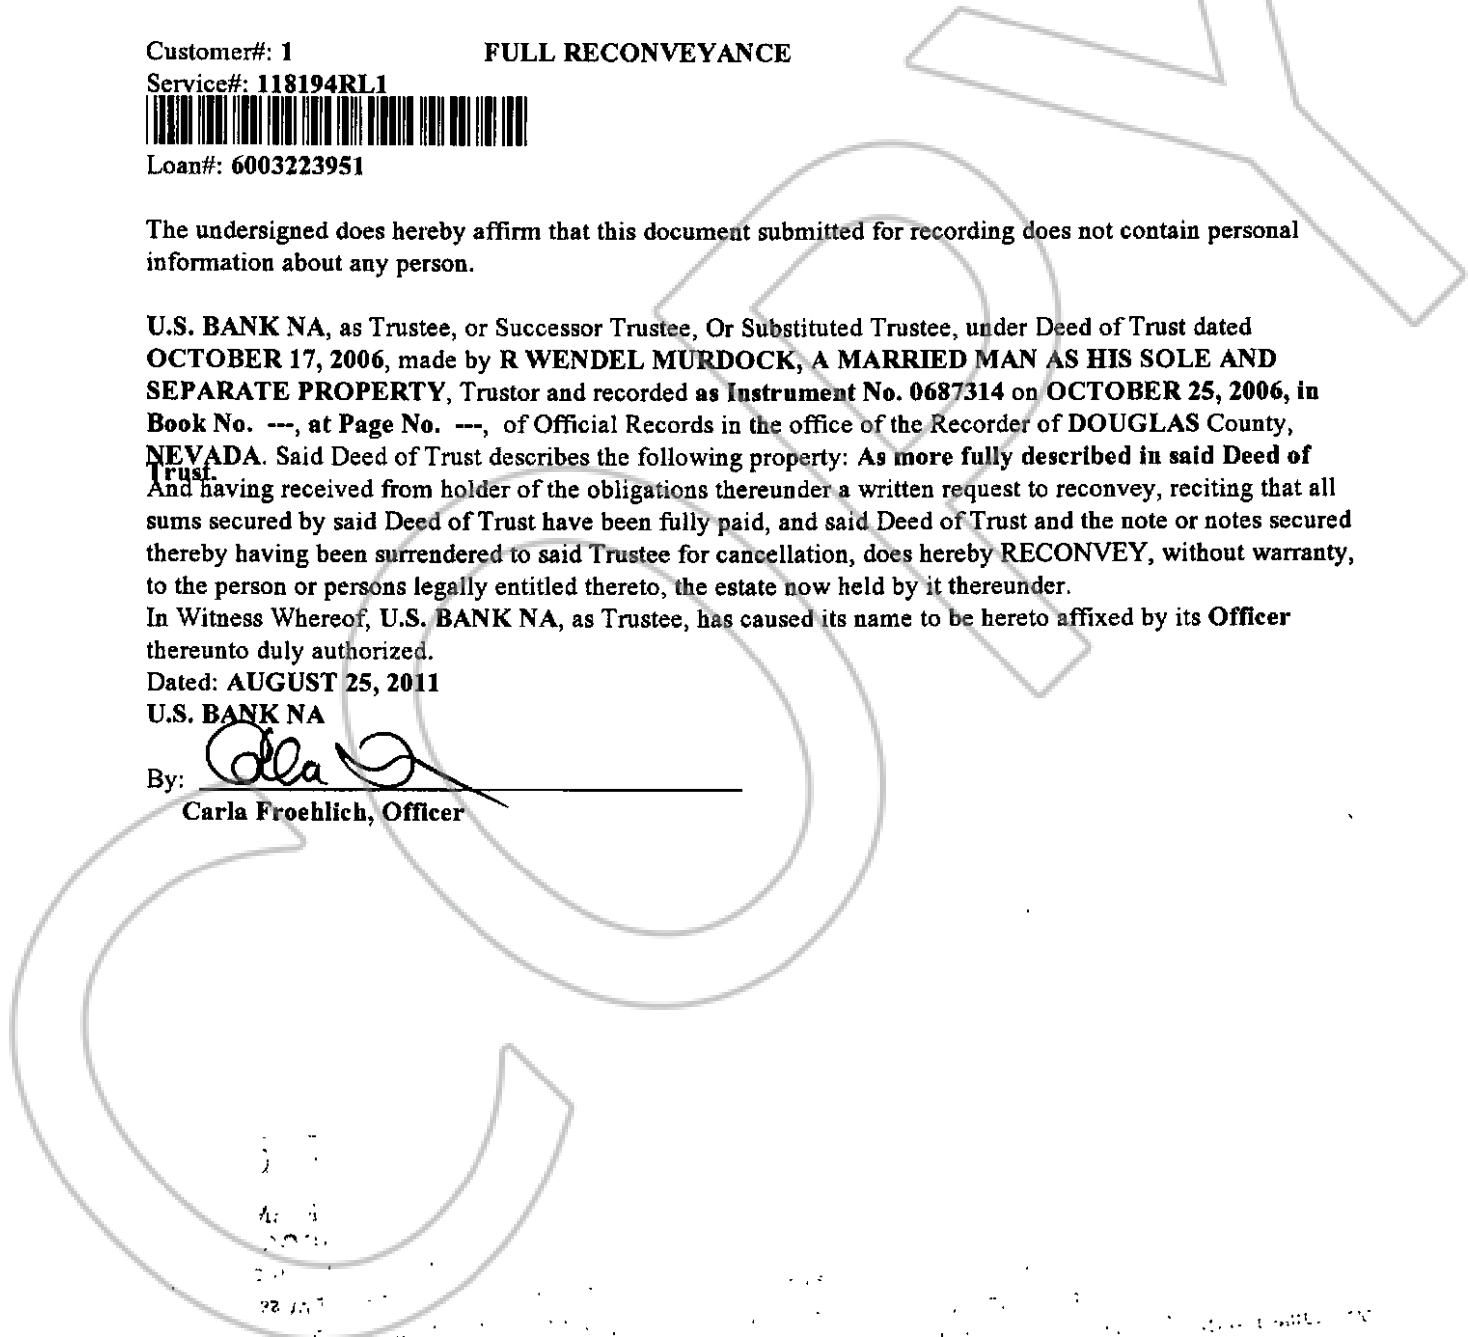 Customer#: 1 FULL RECONVEYANCE
Service#: 118194RL1
Loan#: 6003223951
The undersigned does hereby affirm that this document submitted for recording does not contain personal
information about any person.
U.S. BANK NA, as Trustee, or Successor Trustee, Or Substituted Trustee, under Deed of Trust dated
OCTOBER 17, 2006, made by R WENDEL MURDOCK, A MARRIED MAN AS HIS SOLE AND
SEPARATE PROPERTY, Trustor and recorded as Instrument No. 0687314 on OCTOBER 25, 2006, in
Book No. ---, at Page No. ---, of Official Records in the office of the Recorder of DOUGLAS County,
NEVADA. Said Deed of Trust describes the following property: As more fully described in said Deed of
Trust.
And having received from holder of the obligations thereunder a written request to reconvey, reciting that all
sums secured by said Deed of Trust have been fully paid, and said Deed of Trust and the note or notes secured
thereby having been surrendered to said Trustee for cancellation, does hereby RECONVEY, without warranty,
to the person or persons legally entitled thereto, the estate now held by it thereunder.
In Witness Whereof, U.S. BANK NA, as Trustee, has caused its name to be hereto affixed by its Officer
thereunto duly authorized.
Dated: AUGUST 25, 2011
U.S. BANK NA
By:
Carla Froehlich, Officer
COPY